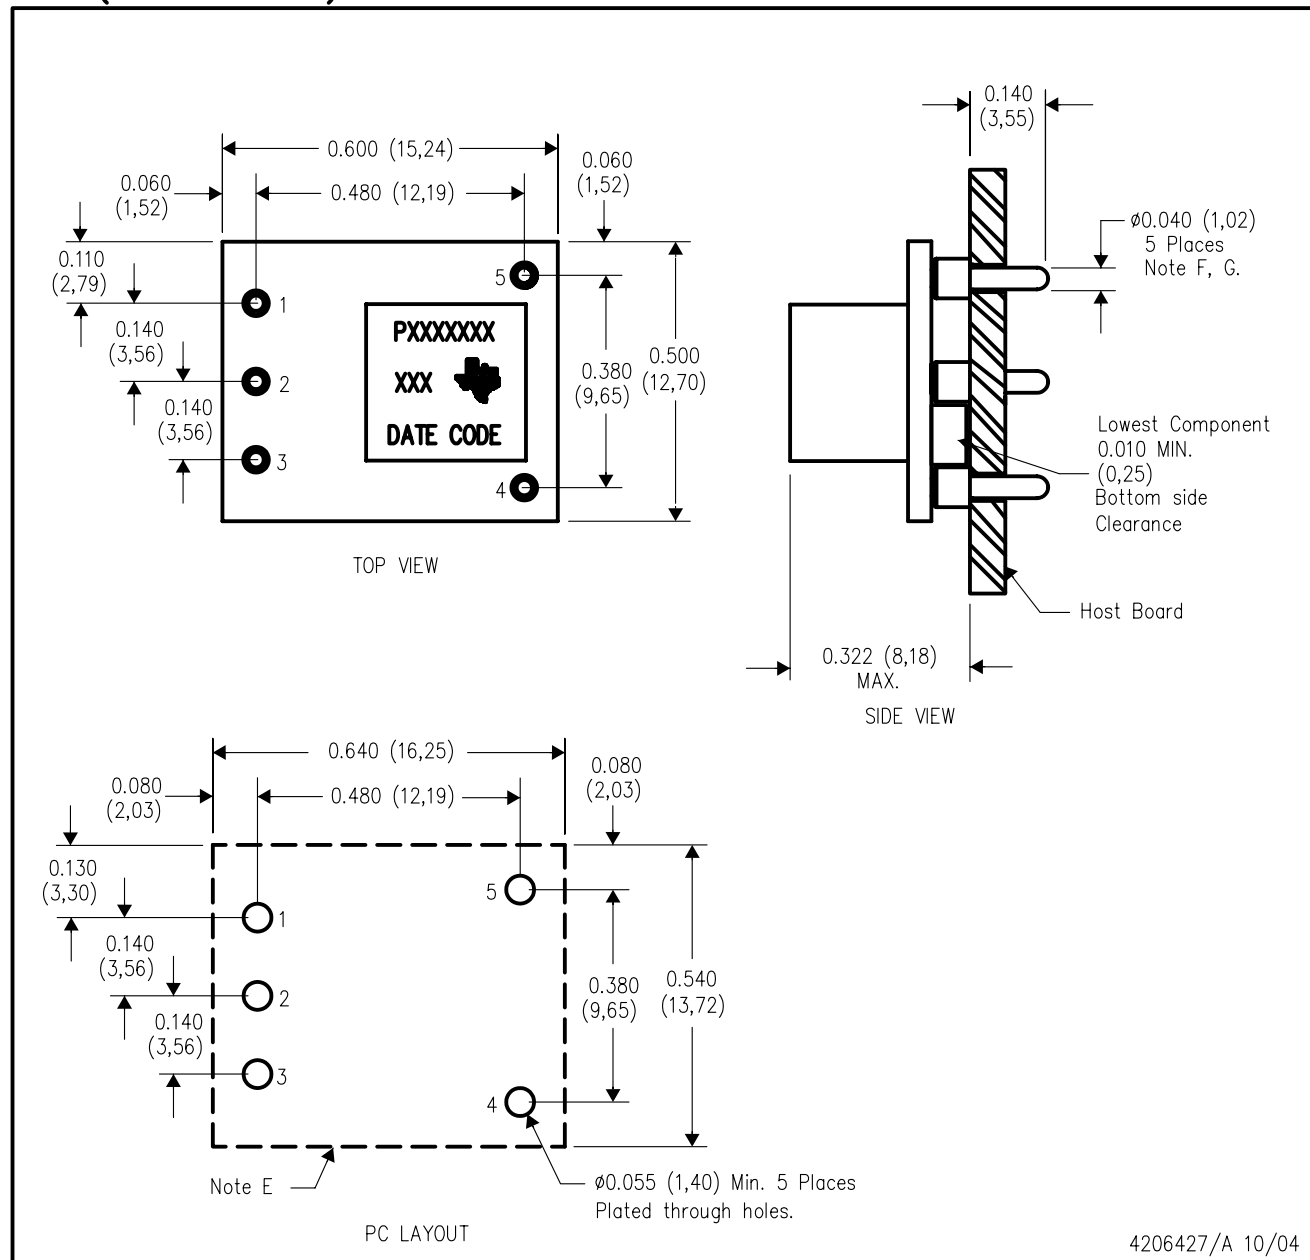 0.140
(3,55)
0.600 (15,24)
0.060
(1,52)
0.060
(1,52)
0.480 (12,19)
ø0.040 (1,02)
5 Places
Note F, G.
0.110
(2,79)
5
1
0.140
(3,56)
PXXXXXXX
0.500
(12,70)
0.380
(9,65)
2
XXX
0.140
(3,56)
DATE CODE
3
4
Lowest Component
0.010 MIN.
(0,25)
Bottom side
Clearance
TOP VIEW
Host Board
0.322 (8,18)
MAX.
SIDE VIEW
0.640 (16,25)
0.080
(2,03)
0.080
(2,03)
0.480 (12,19)
0.130
(3,30)
5
1
0.140
(3,56)
0.380
(9,65)
0.540
(13,72)
2
0.140
(3,56)
3
4
Note E
ø0.055 (1,40) Min. 5 Places
Plated through holes.
PC LAYOUT
4206427/A 10/04